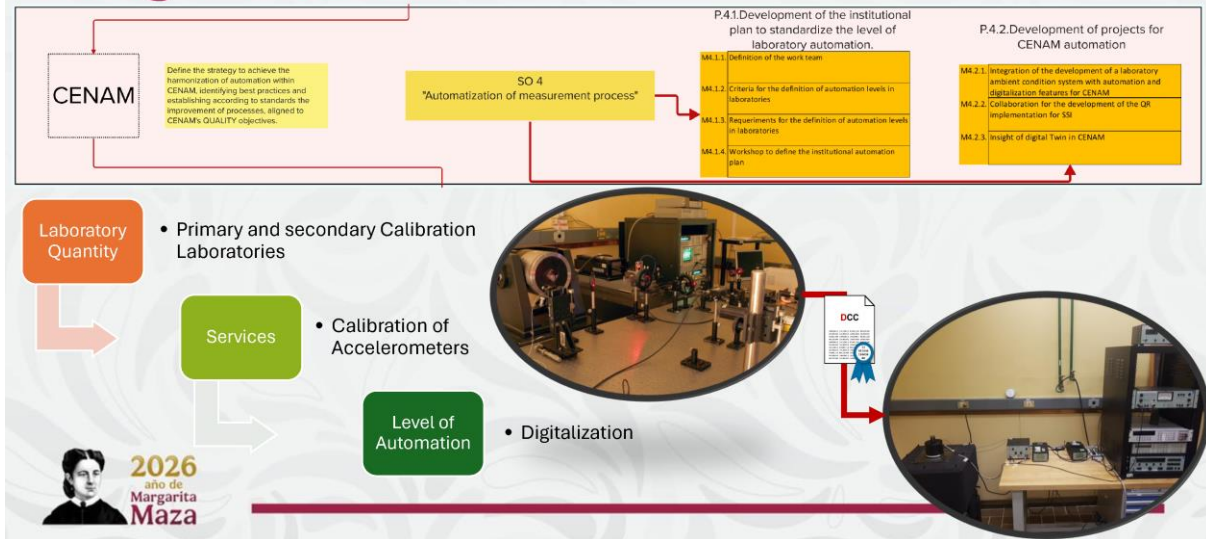 CENAM
Define the strategy to achieve the
harmonization of automation within
CENAM, identifying best practices and
establishing according to standards the
improvement of processes, aligned to
CENAM's QUALITY objectives.
SO 4
"Automatization of measurement process"
P.4.1.Development of the institutional
plan to standardize the level of
laboratory automation.
M4.1.1. Definition of the work team
M4.1.2. Criteria for the definition of automation levels in
laboratories
M4.1.3. Requeriments for the definition of automation levels
in laboratories
M4.1.4. Workshop to define the institutional automation
plan
P.4.2.Development of projects for
CENAM automation
M4.2.1. Integration of the development of a laboratory
ambient condition system with automation and
digitalization features for CENAM
M4.2.2. Collaboration for the development of the QR
implementation for SSI
M4.2.3. Insight of digital Twin in CENAM
Laboratory
Quantity
• Primary and secondary Calibration
Laboratories
Services
• Calibration of
Accelerometers
Level of
Automation
• Digitalization
DCC
2026
año de
Margarita
Maza